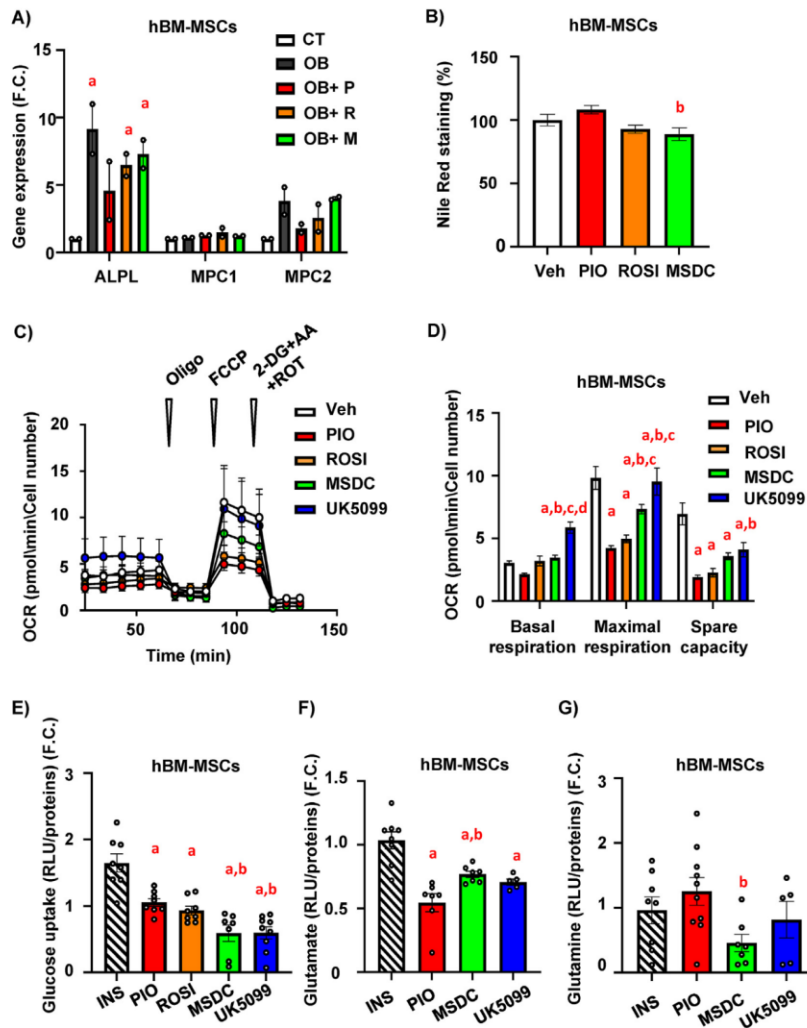 A)
hBM-MSCs
Gene expression (F.C.)
15
10
5
0
a
a
a
CT
OB
OB+ P
OB+ R
OB+ M
ALPL
MPC1
MPC2
B)
hBM-MSCs
Nile Red staining (%)
150
100
50
0
b
Veh
PIO
ROSI
MSDC
C)
Oligo
FCCP
2-DG+AA
+ROT
OCR (pmol\min\Cell number)
20
15
10
5
0
50
100
150
Time (min)
Veh
PIO
ROSI
MSDC
UK5099
D)
hBM-MSCs
OCR (pmol\min\Cell number)
15
10
5
0
a,b,c,d
a
a
a,b,c
a,b,c
a
a
a
a,b
Veh
PIO
ROSI
MSDC
UK5099
Basal
respiration
Maximal
respiration
Spare
capacity
E)
hBM-MSCs
Glucose uptake (RLU/proteins) (F.C.)
3
2
1
0
a
a
a,b
a,b
INS
PIO
ROSI
MSDC
UK5099
F)
hBM-MSCs
Glutamate (RLU/proteins) (F.C.)
1.5
1.0
0.5
0
a
a,b
a
INS
PIO
MSDC
UK5099
G)
hBM-MSCs
Glutamine (RLU/proteins) (F.C.)
3
2
1
0
b
INS
PIO
MSDC
UK5099